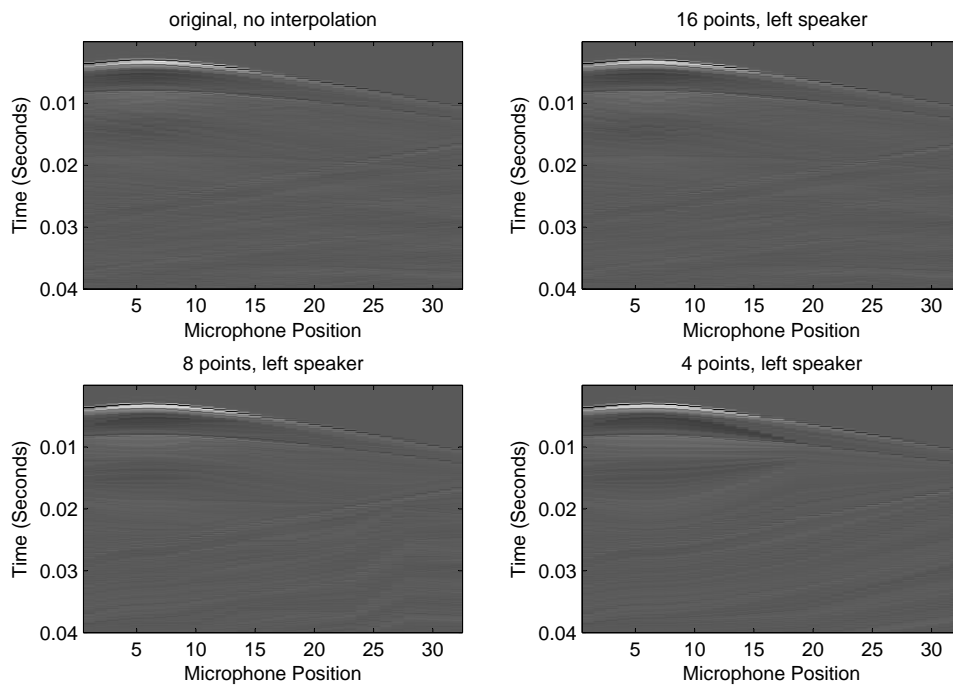 original, no interpolation
0.01
0.02
0.03
0.04
Time (Seconds)
5 10 15 20 25 30
Microphone Position
16 points, left speaker
0.01
0.02
0.03
0.04
Time (Seconds)
5 10 15 20 25 30
Microphone Position
8 points, left speaker
0.01
0.02
0.03
0.04
Time (Seconds)
5 10 15 20 25 30
Microphone Position
4 points, left speaker
0.01
0.02
0.03
0.04
Time (Seconds)
5 10 15 20 25 30
Microphone Position